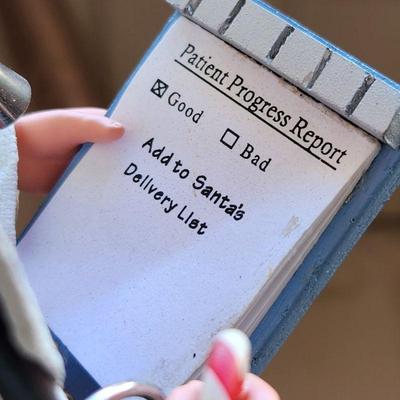 Patient Progress Report
☒ Good ☐ Bad
Add to Santa's
Delivery List